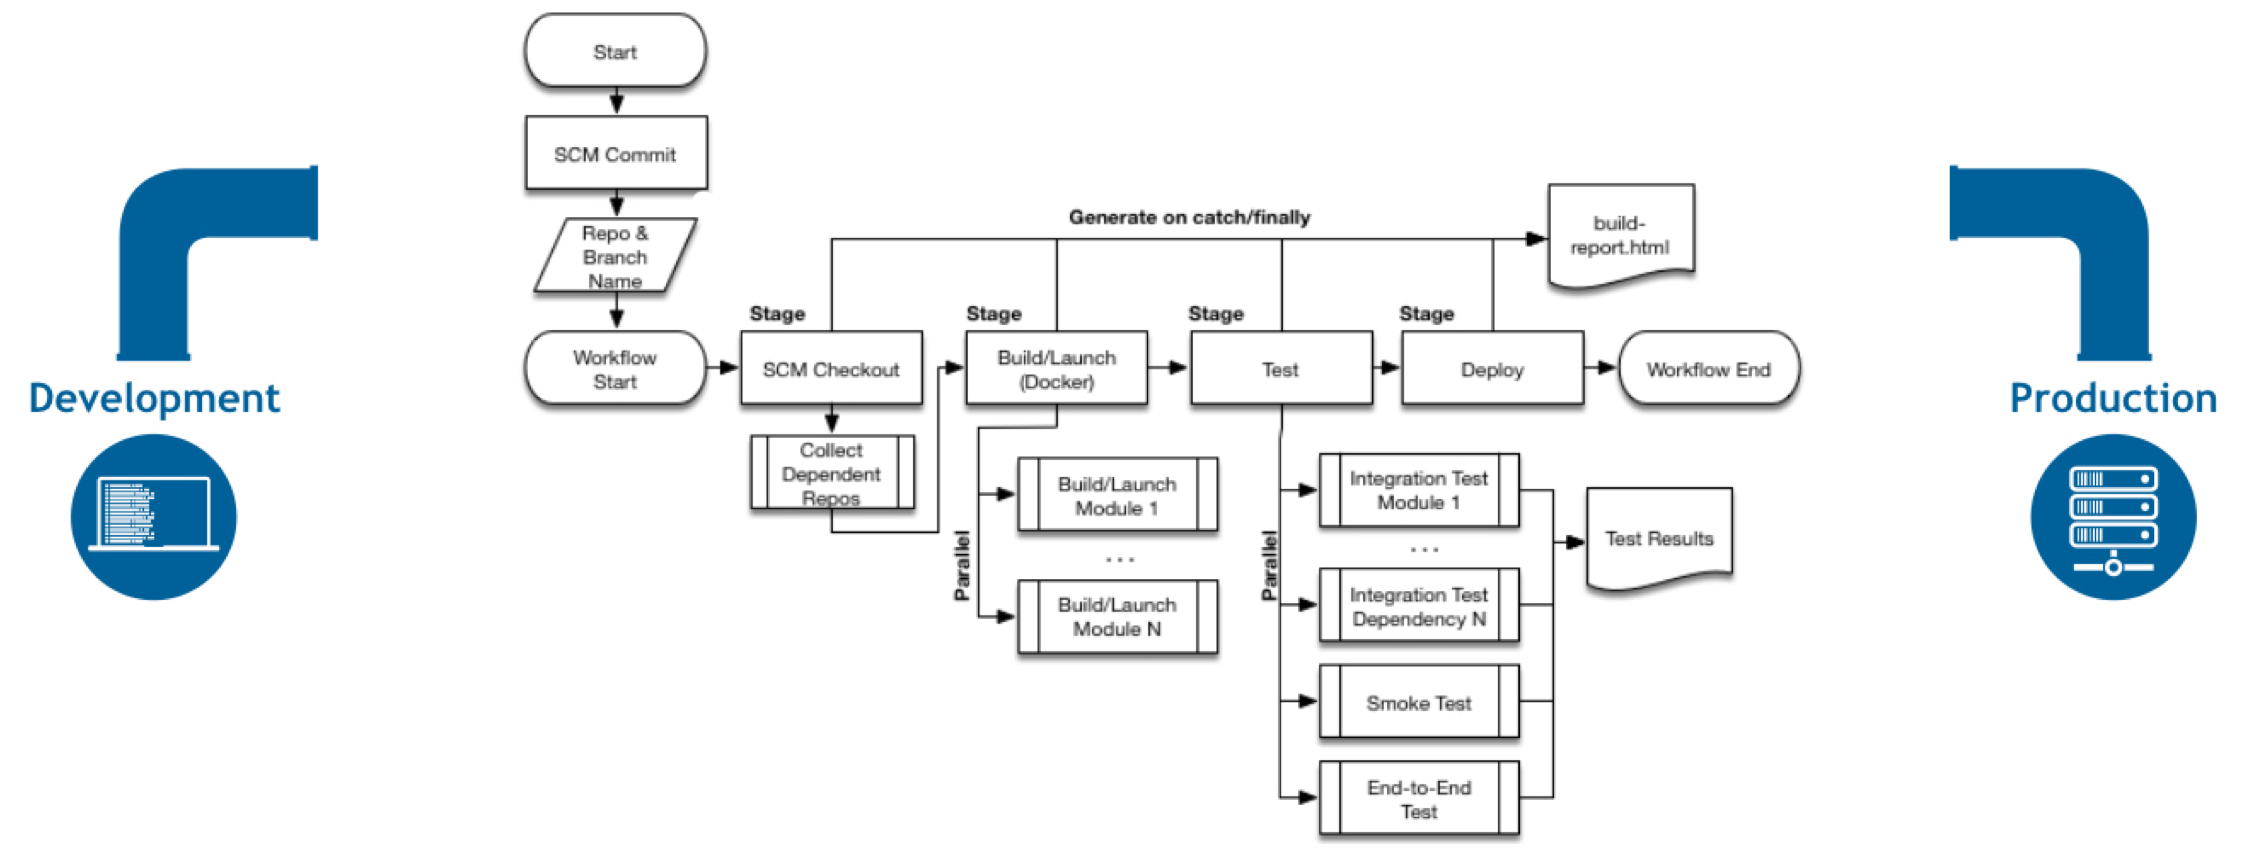 Start
SCM Commit
Repo &
Branch
Name
Generate on catch/finally
build-
report.html
Stage
Stage
Stage
Stage
Workflow
Start
SCM Checkout
Build/Launch
(Docker)
Test
Deploy
Workflow End
Development
Production
Collect
Dependent
Repos
Parallel
Build/Launch
Module 1
...
Build/Launch
Module N
Parallel
Integration Test
Module 1
...
Integration Test
Dependency N
Smoke Test
End-to-End
Test
Test Results